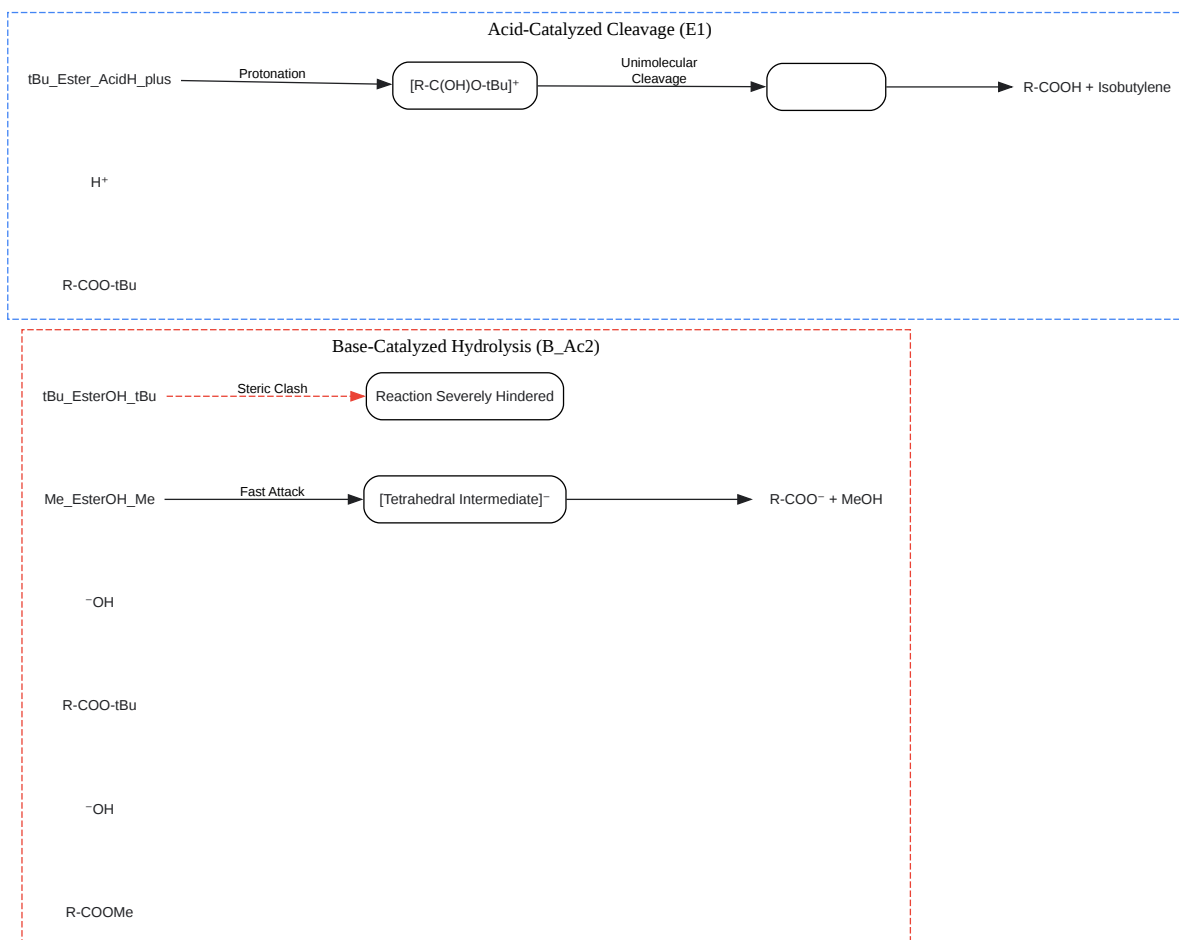 Acid-Catalyzed Cleavage (E1)
tBu_Ester_AcidH_plus
Protonation
[R-C(OH)O-tBu]⁺
Unimolecular
Cleavage
R-COOH + Isobutylene
H⁺
R-COO-tBu
Base-Catalyzed Hydrolysis (B_Ac2)
tBu_EsterOH_tBu
Steric Clash
Reaction Severely Hindered
Me_EsterOH_Me
Fast Attack
[Tetrahedral Intermediate]⁻
R-COO⁻ + MeOH
⁻OH
R-COO-tBu
⁻OH
R-COOMe